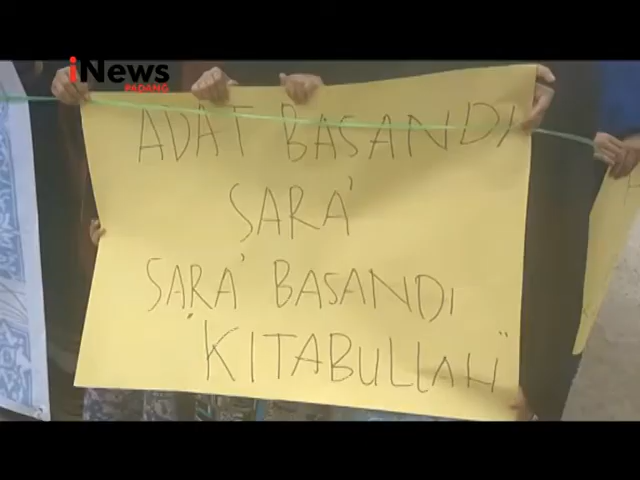 iNews
PADANG
ADAT BASANDI
SARA'
SARA' BASANDI
"KITABULLAH"